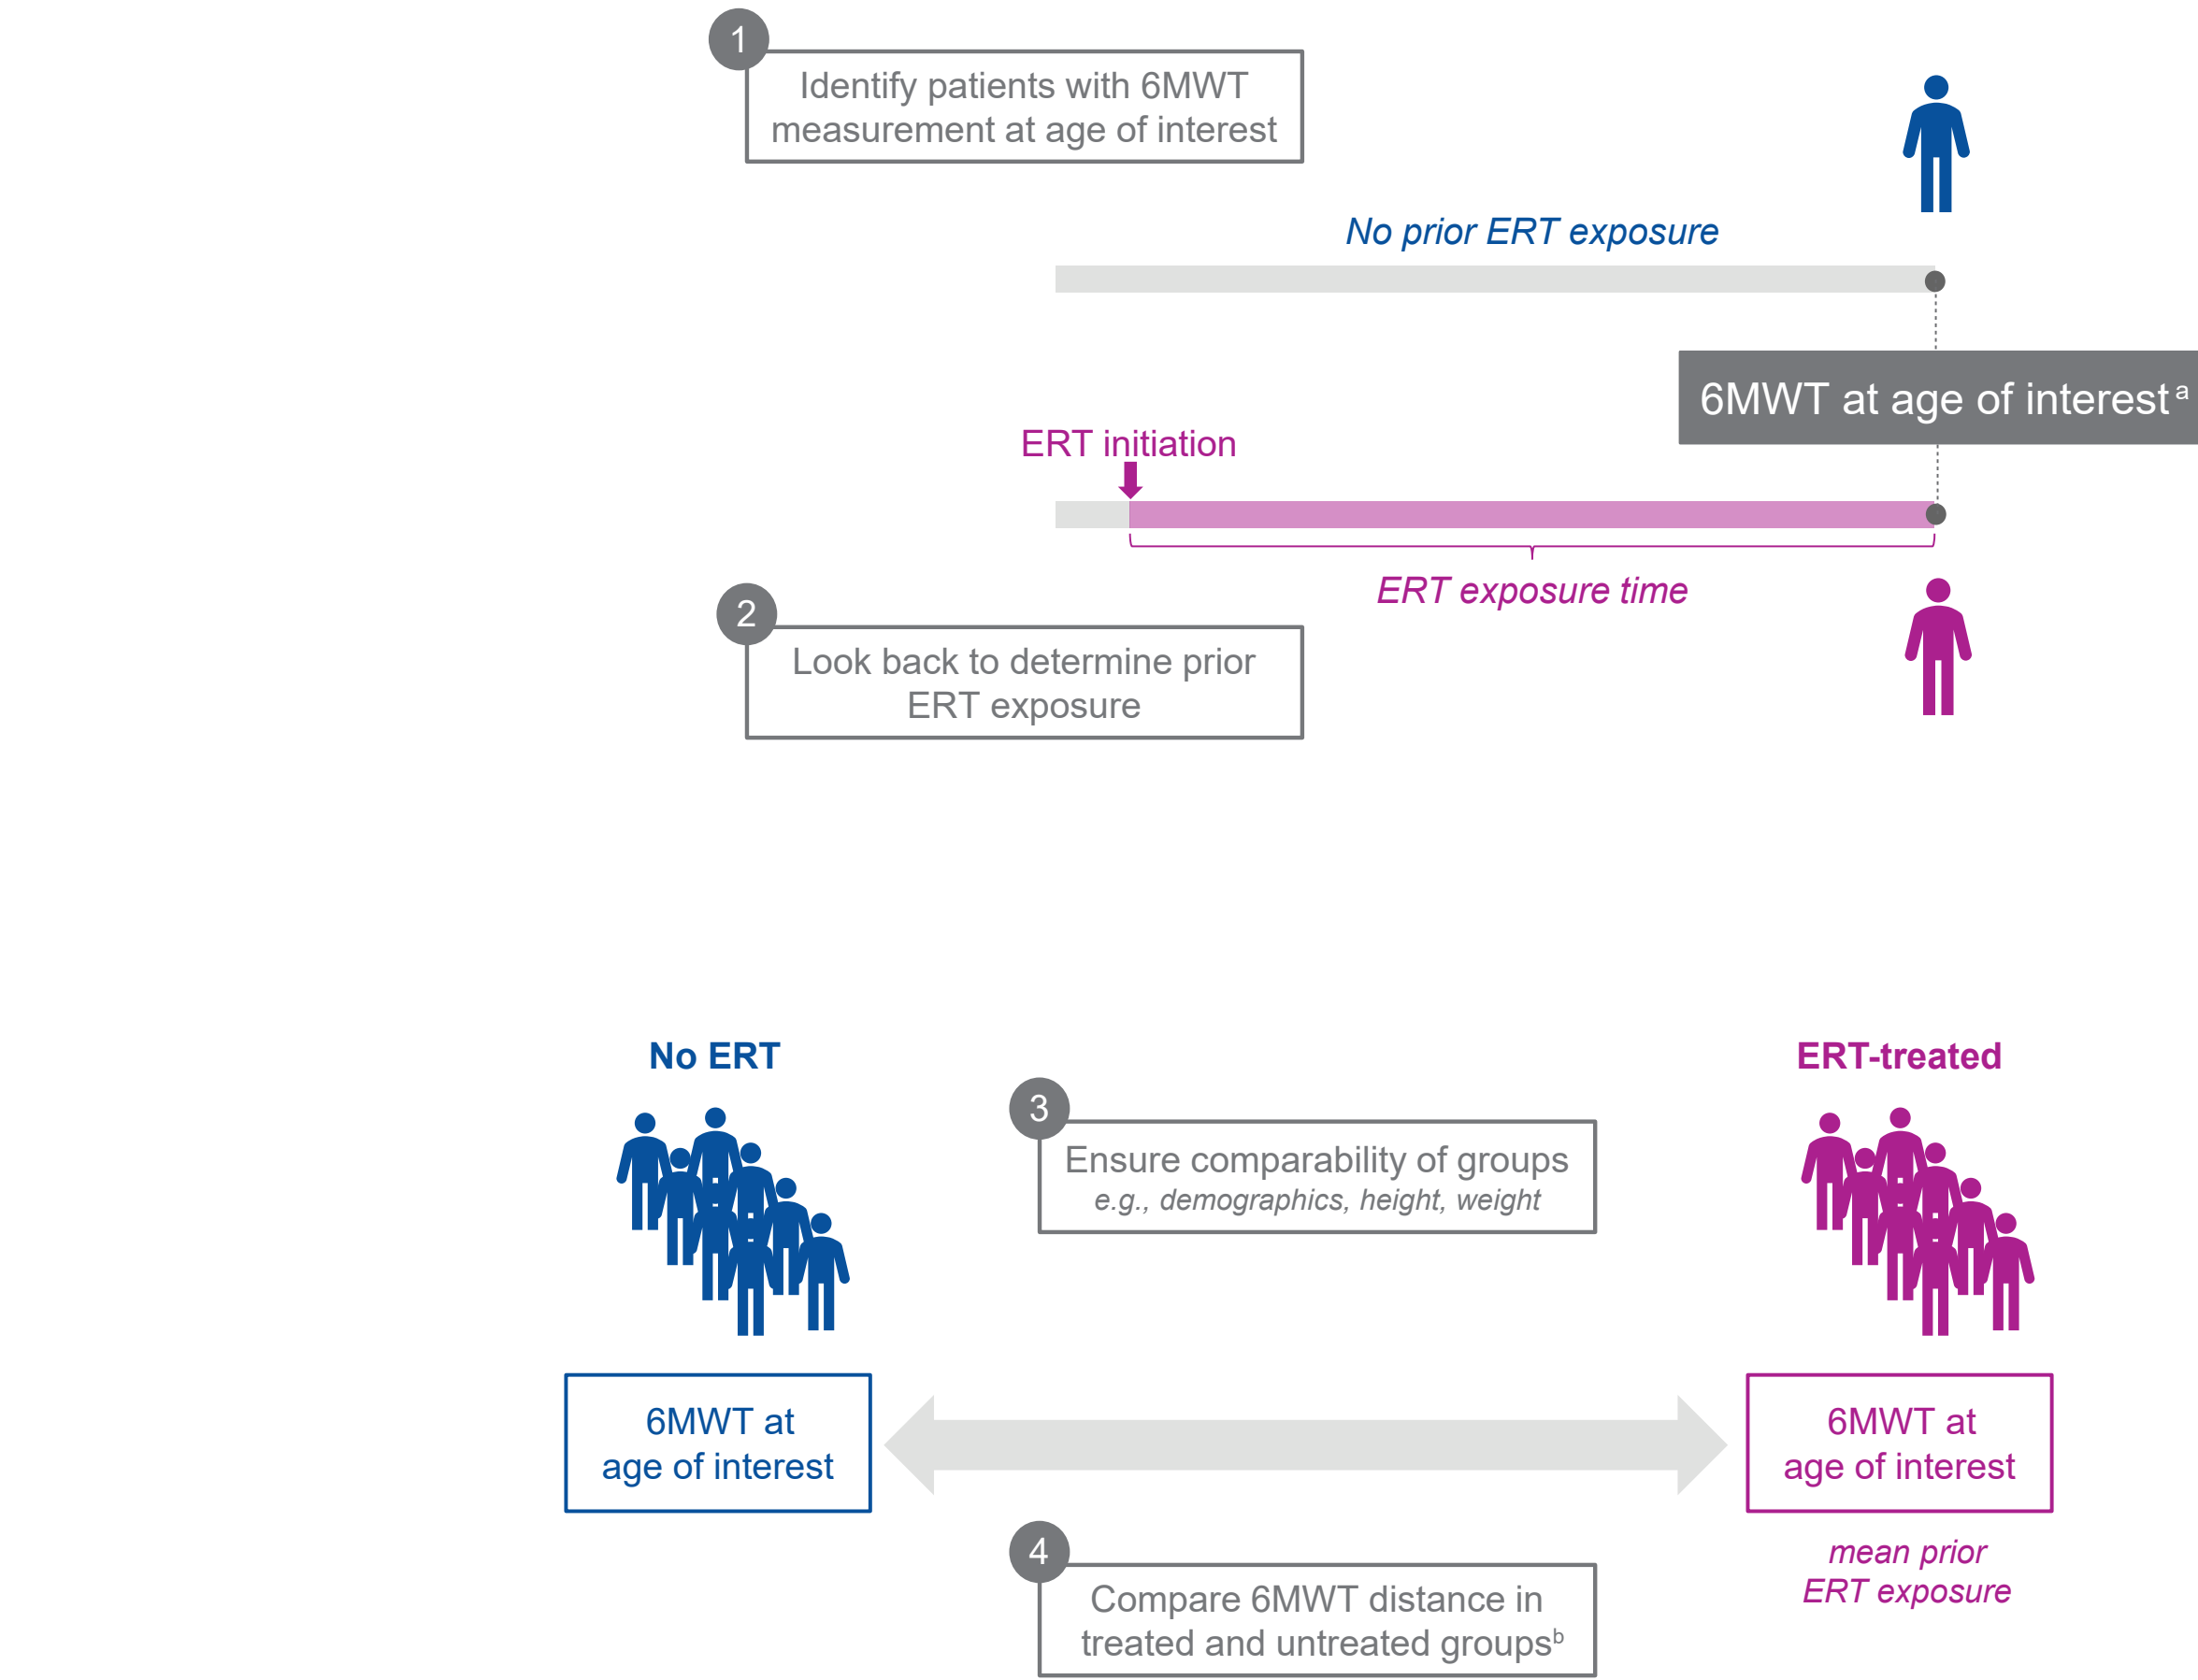 1
Identify patients with 6MWT
measurement at age of interest
No prior ERT exposure
6MWT at age of interest a
ERT initiation
ERT exposure time
2
Look back to determine prior
ERT exposure
No ERT
ERT-treated
3
Ensure comparability of groups
e.g., demographics, height, weight
6MWT at
age of interest
6MWT at
age of interest
mean prior
ERT exposure
4
Compare 6MWT distance in
treated and untreated groupsb